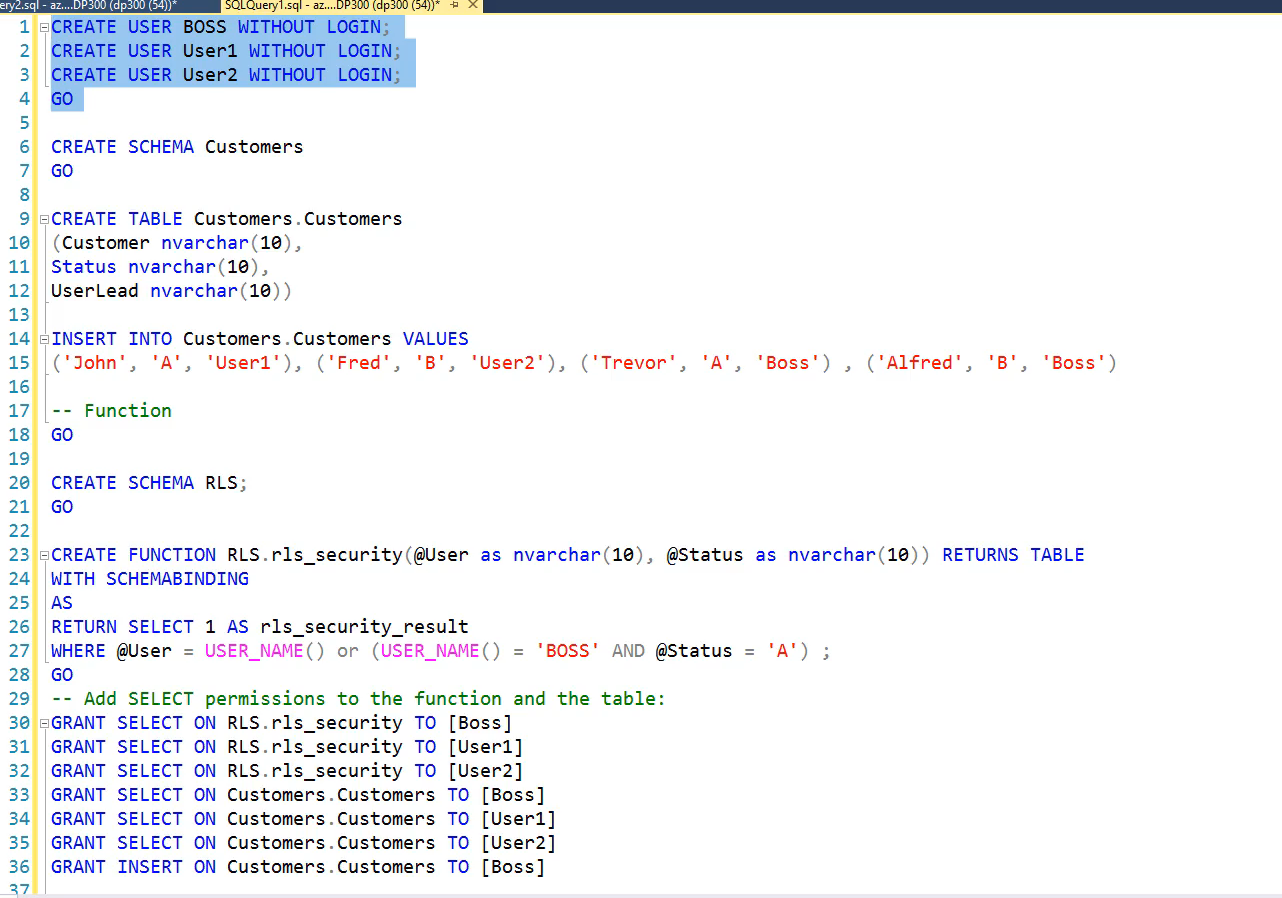 ery2.sql - az....DP300 (dp300 (54))* SQLQuery1.sql - az....DP300 (dp300 (54))*
1 CREATE USER BOSS WITHOUT LOGIN;
2 CREATE USER User1 WITHOUT LOGIN;
3 CREATE USER User2 WITHOUT LOGIN;
4 GO
5
6 CREATE SCHEMA Customers
7 GO
8
9 CREATE TABLE Customers.Customers
10 (Customer nvarchar(10),
11 Status nvarchar(10),
12 UserLead nvarchar(10))
13
14 INSERT INTO Customers.Customers VALUES
15 ('John', 'A', 'User1'), ('Fred', 'B', 'User2'), ('Trevor', 'A', 'Boss') , ('Alfred', 'B', 'Boss')
16
17 -- Function
18 GO
19
20 CREATE SCHEMA RLS;
21 GO
22
23 CREATE FUNCTION RLS.rls_security(@User as nvarchar(10), @Status as nvarchar(10)) RETURNS TABLE
24 WITH SCHEMABINDING
25 AS
26 RETURN SELECT 1 AS rls_security_result
27 WHERE @User = USER_NAME() or (USER_NAME() = 'BOSS' AND @Status = 'A') ;
28 GO
29 -- Add SELECT permissions to the function and the table:
30 GRANT SELECT ON RLS.rls_security TO [Boss]
31 GRANT SELECT ON RLS.rls_security TO [User1]
32 GRANT SELECT ON RLS.rls_security TO [User2]
33 GRANT SELECT ON Customers.Customers TO [Boss]
34 GRANT SELECT ON Customers.Customers TO [User1]
35 GRANT SELECT ON Customers.Customers TO [User2]
36 GRANT INSERT ON Customers.Customers TO [Boss]
37